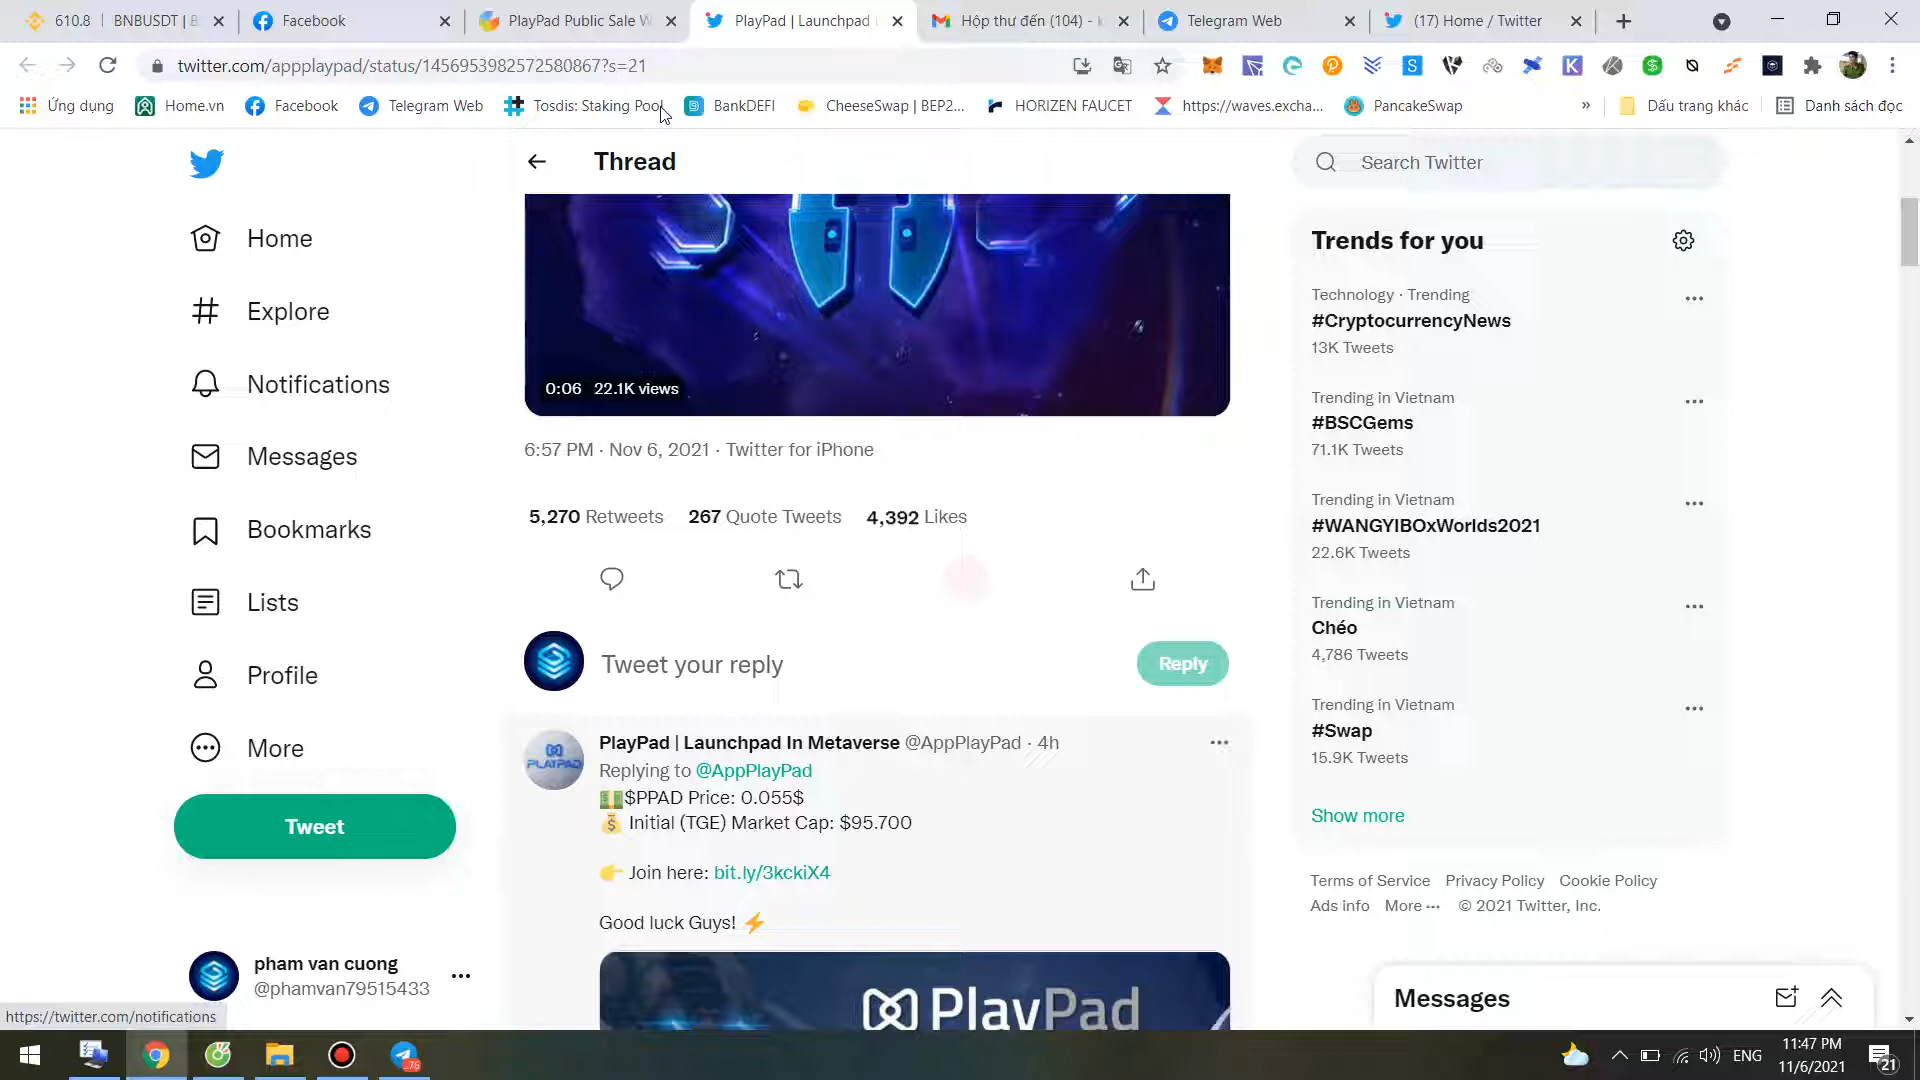 610.8 | BNBUSDT | B
Facebook
PlayPad Public Sale W
PlayPad | Launchpad
Hộp thư đến (104) - k
Telegram Web
(17) Home / Twitter
twitter.com/appplaypad/status/1456953982572580867?s=21
Ứng dụng
Home.vn
Facebook
Telegram Web
Tosdis: Staking Pool
BankDEFI
CheeseSwap | BEP2...
HORIZEN FAUCET
https://waves.excha...
PancakeSwap
»
Dấu trang khác
Danh sách đọc
Home
Explore
Notifications
Messages
Bookmarks
Lists
Profile
More
Tweet
pham van cuong
@phamvan79515433
https://twitter.com/notifications
Thread
0:06 22.1K views
6:57 PM · Nov 6, 2021 · Twitter for iPhone
5,270 Retweets 267 Quote Tweets 4,392 Likes
Tweet your reply
Reply
PLAYPAD
PlayPad | Launchpad In Metaverse @AppPlayPad · 4h
Replying to @AppPlayPad
💵$PPAD Price: 0.055$
💰 Initial (TGE) Market Cap: $95.700
👉 Join here: bit.ly/3kckiX4
Good luck Guys! ⚡
PlayPad
Search Twitter
Trends for you
Technology · Trending
#CryptocurrencyNews
13K Tweets
Trending in Vietnam
#BSCGems
71.1K Tweets
Trending in Vietnam
#WANGYIBOxWorlds2021
22.6K Tweets
Trending in Vietnam
Chéo
4,786 Tweets
Trending in Vietnam
#Swap
15.9K Tweets
Show more
Terms of Service Privacy Policy Cookie Policy
Ads info More ··· © 2021 Twitter, Inc.
Messages
76
ENG
11:47 PM
11/6/2021
21